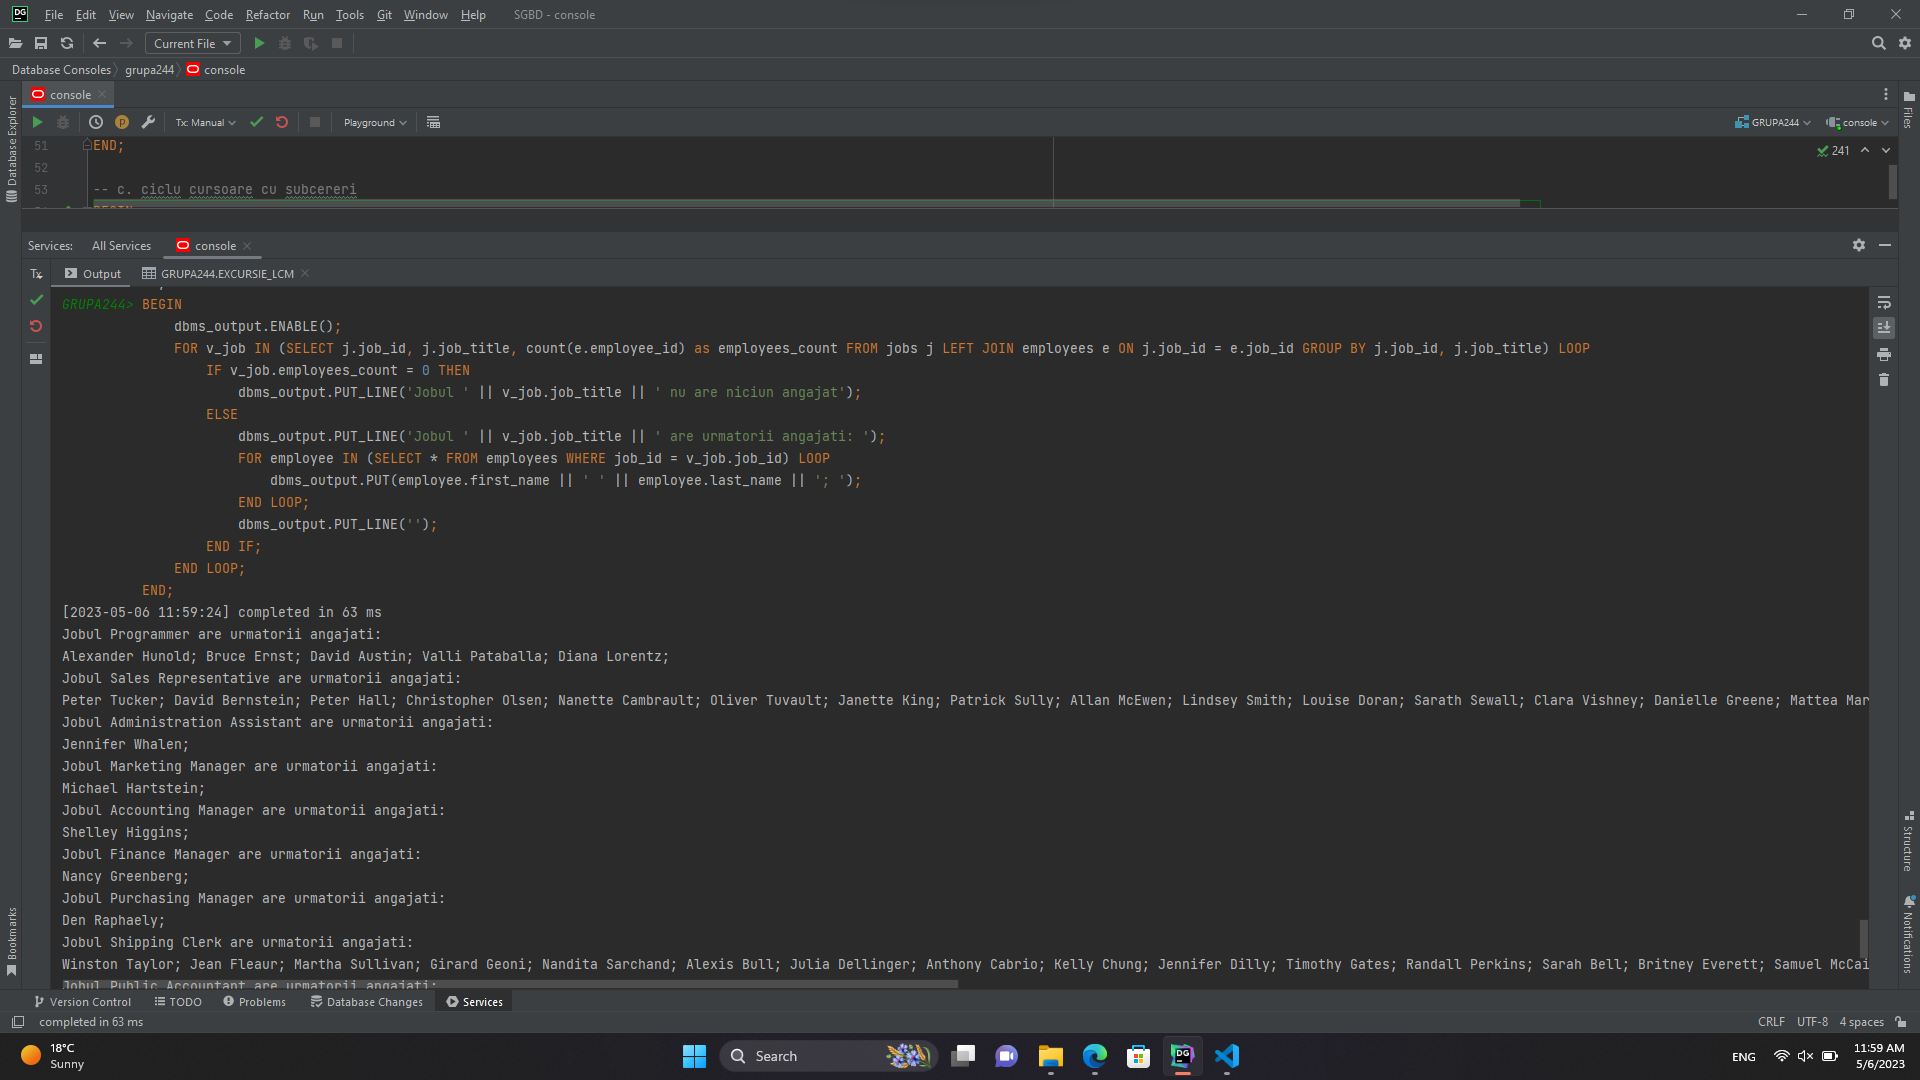 File Edit View Navigate Code Refactor Run Tools Git Window Help SGBD - console
Current File
Database Consoles grupa244 console
console
Tx: Manual Playground GRUPA244 console
51 END;
241
52
53 -- c. ciclu cursoare cu subcereri
Database Explorer
Files
Services: All Services console
Tx Output GRUPA244.EXCURSIE_LCM
GRUPA244> BEGIN
dbms_output.ENABLE();
FOR v_job IN (SELECT j.job_id, j.job_title, count(e.employee_id) as employees_count FROM jobs j LEFT JOIN employees e ON j.job_id = e.job_id GROUP BY j.job_id, j.job_title) LOOP
IF v_job.employees_count = 0 THEN
dbms_output.PUT_LINE('Jobul ' || v_job.job_title || ' nu are niciun angajat');
ELSE
dbms_output.PUT_LINE('Jobul ' || v_job.job_title || ' are urmatorii angajati: ');
FOR employee IN (SELECT * FROM employees WHERE job_id = v_job.job_id) LOOP
dbms_output.PUT(employee.first_name || ' ' || employee.last_name || '; ');
END LOOP;
dbms_output.PUT_LINE('');
END IF;
END LOOP;
END;
[2023-05-06 11:59:24] completed in 63 ms
Jobul Programmer are urmatorii angajati:
Alexander Hunold; Bruce Ernst; David Austin; Valli Pataballa; Diana Lorentz;
Jobul Sales Representative are urmatorii angajati:
Peter Tucker; David Bernstein; Peter Hall; Christopher Olsen; Nanette Cambrault; Oliver Tuvault; Janette King; Patrick Sully; Allan McEwen; Lindsey Smith; Louise Doran; Sarath Sewall; Clara Vishney; Danielle Greene; Mattea Mar
Jobul Administration Assistant are urmatorii angajati:
Jennifer Whalen;
Jobul Marketing Manager are urmatorii angajati:
Michael Hartstein;
Jobul Accounting Manager are urmatorii angajati:
Shelley Higgins;
Jobul Finance Manager are urmatorii angajati:
Nancy Greenberg;
Jobul Purchasing Manager are urmatorii angajati:
Den Raphaely;
Jobul Shipping Clerk are urmatorii angajati:
Winston Taylor; Jean Fleaur; Martha Sullivan; Girard Geoni; Nandita Sarchand; Alexis Bull; Julia Dellinger; Anthony Cabrio; Kelly Chung; Jennifer Dilly; Timothy Gates; Randall Perkins; Sarah Bell; Britney Everett; Samuel McCai
Jobul Public Accountant are urmatorii angajati:
Bookmarks
Structure
Notifications
Version Control TODO Problems Database Changes Services
completed in 63 ms CRLF UTF-8 4 spaces
18°C
Sunny
Search
ENG
11:59 AM
5/6/2023